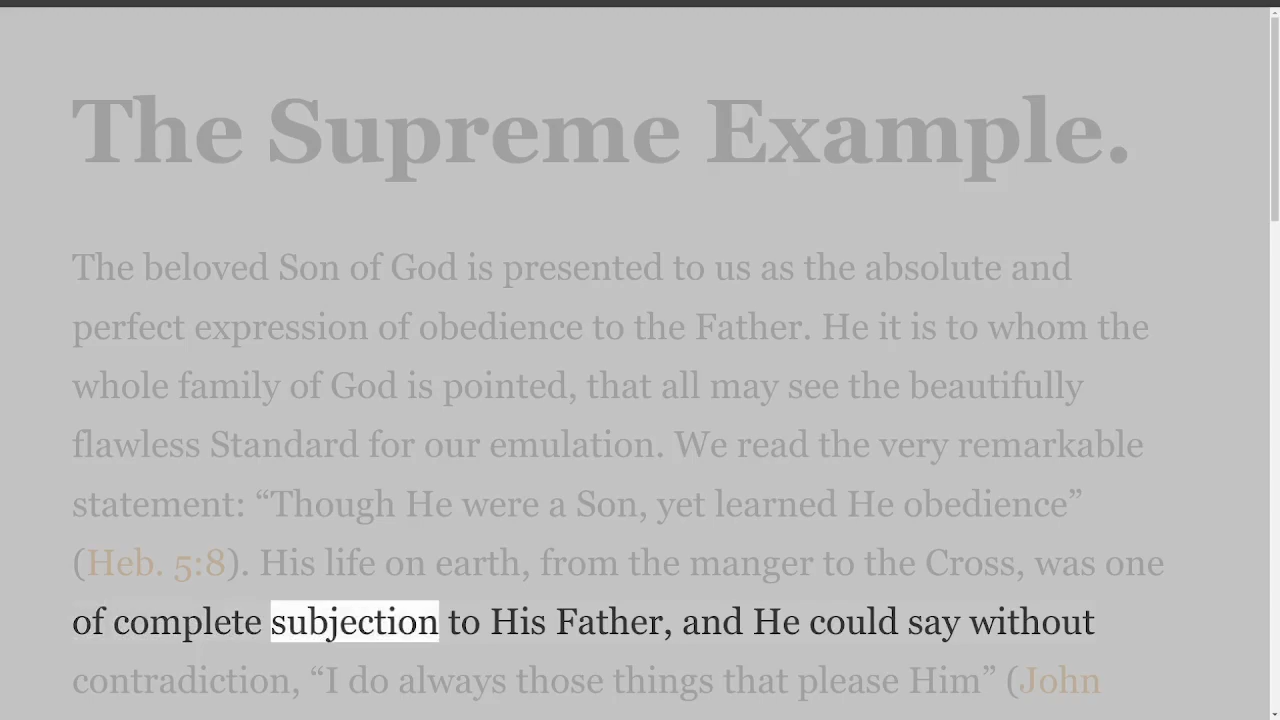 The Supreme Example.
The beloved Son of God is presented to us as the absolute and
perfect expression of obedience to the Father. He it is to whom the
whole family of God is pointed, that all may see the beautifully
flawless Standard for our emulation. We read the very remarkable
statement: “Though He were a Son, yet learned He obedience”
(Heb. 5:8). His life on earth, from the manger to the Cross, was one
of complete subjection to His Father, and He could say without
contradiction, “I do always those things that please Him” (John